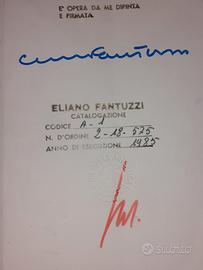 E' OPERA DA ME DIPINTA
E FIRMATA
ELIANO FANTUZZI
CATALOGAZIONE
CODICE A-1
N. D'ORDINE 2-18-525
ANNO DI ESECUZIONE 1985
subito